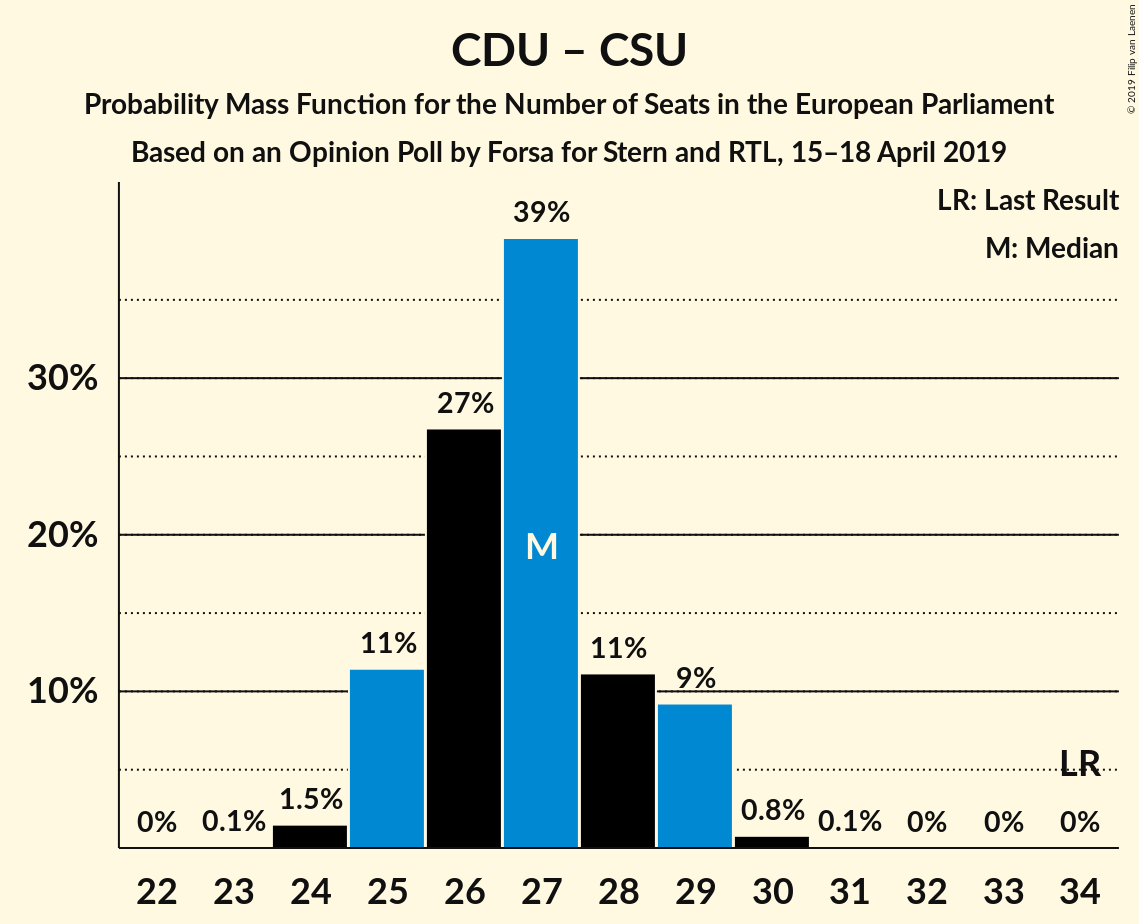 CDU – CSU
Probability Mass Function for the Number of Seats in the European Parliament
Based on an Opinion Poll by Forsa for Stern and RTL, 15–18 April 2019
© 2019 Filip van Laenen
LR: Last Result
M: Median
39%
30%
27%
20%
M
11%
11%
10%
9%
LR
0%
0.1%
1.5%
0.8%
0.1%
0%
0%
0%
22 23 24 25 26 27 28 29 30 31 32 33 34